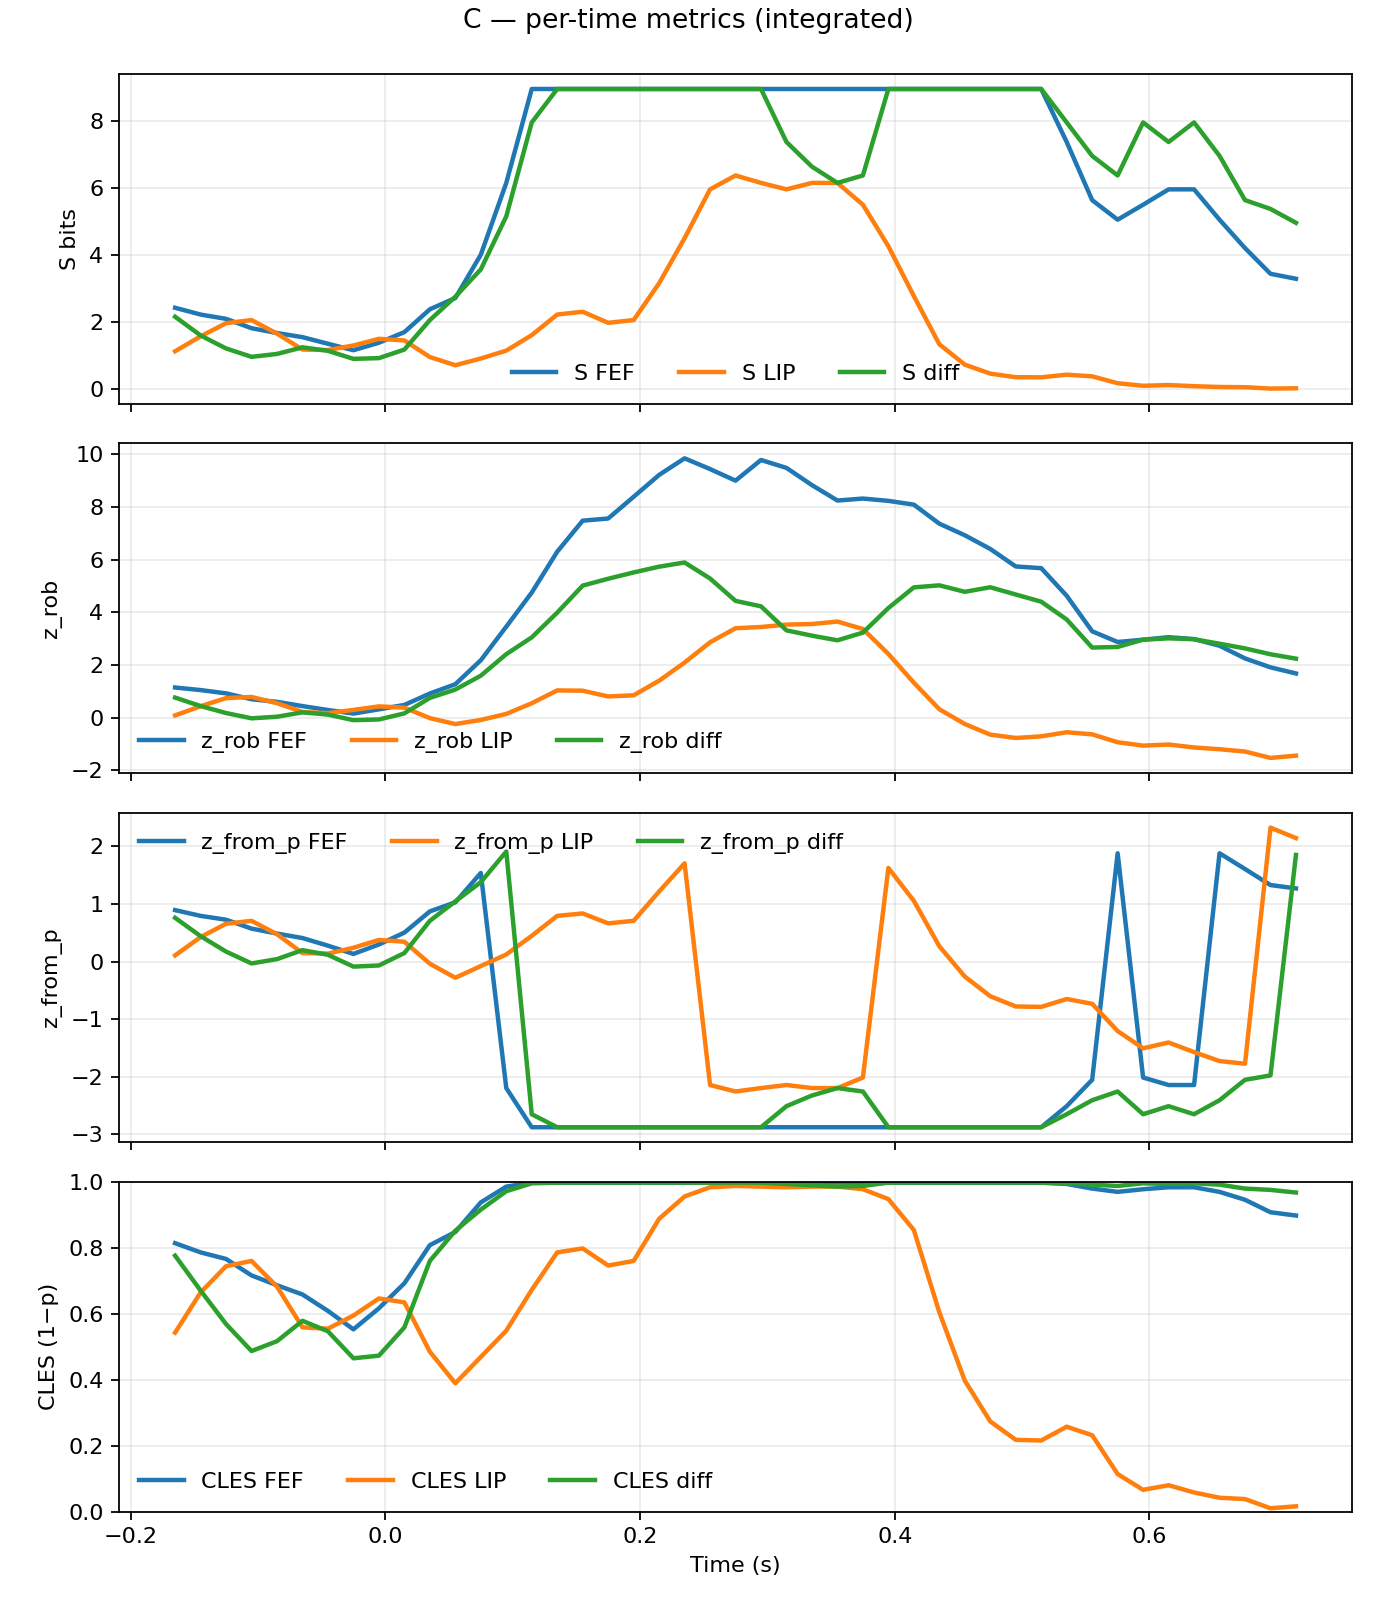 C — per-time metrics (integrated)
8
6
4
2
0
S bits
S FEF S LIP S diff
10
8
6
4
2
0
−2
z_rob
z_rob FEF z_rob LIP z_rob diff
2
1
0
−1
−2
−3
z_from_p
z_from_p FEF z_from_p LIP z_from_p diff
1.0
0.8
0.6
0.4
0.2
0.0
CLES (1−p)
CLES FEF CLES LIP CLES diff
−0.2 0.0 0.2 0.4 0.6
Time (s)